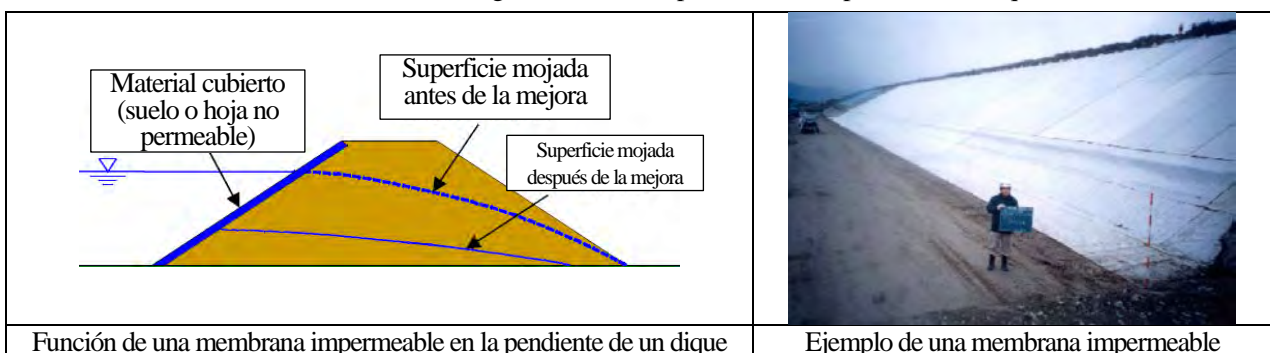 Material cubierto
(suelo o hoja no
permeable)
Superficie mojada
antes de la mejora
Superficie mojada
después de la mejora
Función de una membrana impermeable en la pendiente de un dique
Ejemplo de una membrana impermeable